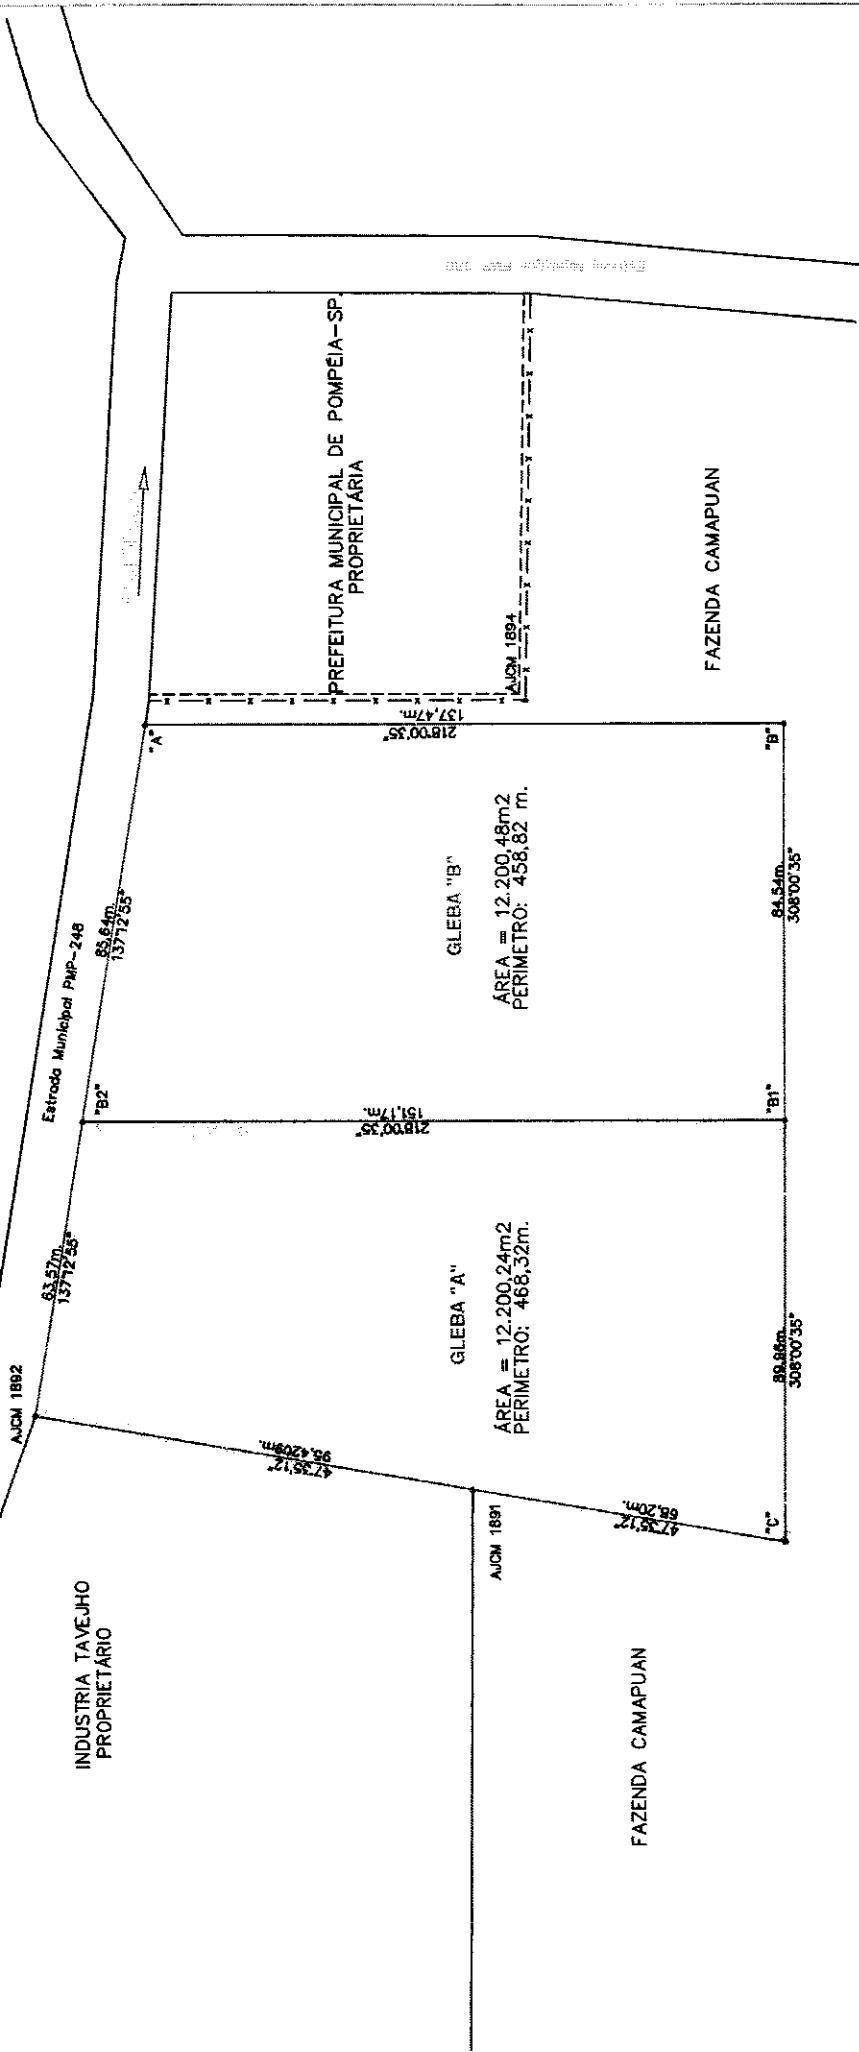 AJCM 1892
63,57m.
137°12'55"
Estrada Municipal PMP-248
85,64m.
137°12'55"
"B2"
"A"
PREFEITURA MUNICIPAL DE POMPÉIA-SP.
PROPRIETÁRIA
AJCM 1894
137,47m.
218°00'35"
151,17m.
218°00'35"
GLEBA "B"
ÁREA = 12.200,48m2
PERIMETRO: 458,82 m.
GLEBA "A"
ÁREA = 12.200,24m2
PERIMETRO: 468,32m.
95,4209m.
47°35'12"
AJCM 1891
68,20m.
47°35'12"
INDUSTRIA TAVEJHO
PROPRIETÁRIO
FAZENDA CAMAPUAN
FAZENDA CAMAPUAN
"C"
89,96m.
308°00'35"
"B1"
84,54m.
308°00'35"
"B"